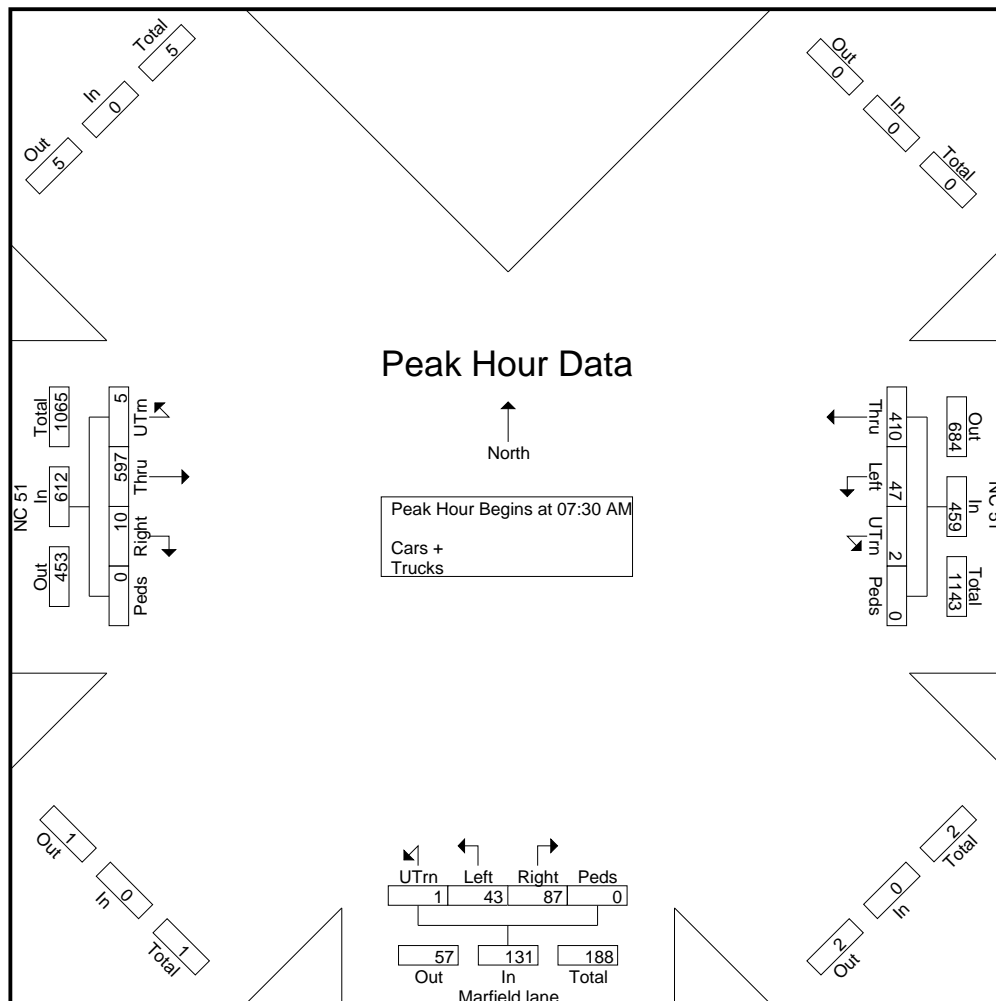 Total
5
In
0
Out
5
Out
0
In
0
Total
0
Peak Hour Data
North
Peak Hour Begins at 07:30 AM
Cars +
Trucks
NC 51
Total
1065
In
612
Out
453
5
UTrn
597
Thru
10
Right
0
Peds
Thru
410
Left
47
UTrn
2
Peds
0
Out
684
In
459
Total
1143
NC 51
1
Out
0
In
1
Total
UTrn Left Right Peds
1 43 87 0
57 131 188
Out In Total
Marfield lane
2
Total
0
In
2
Out